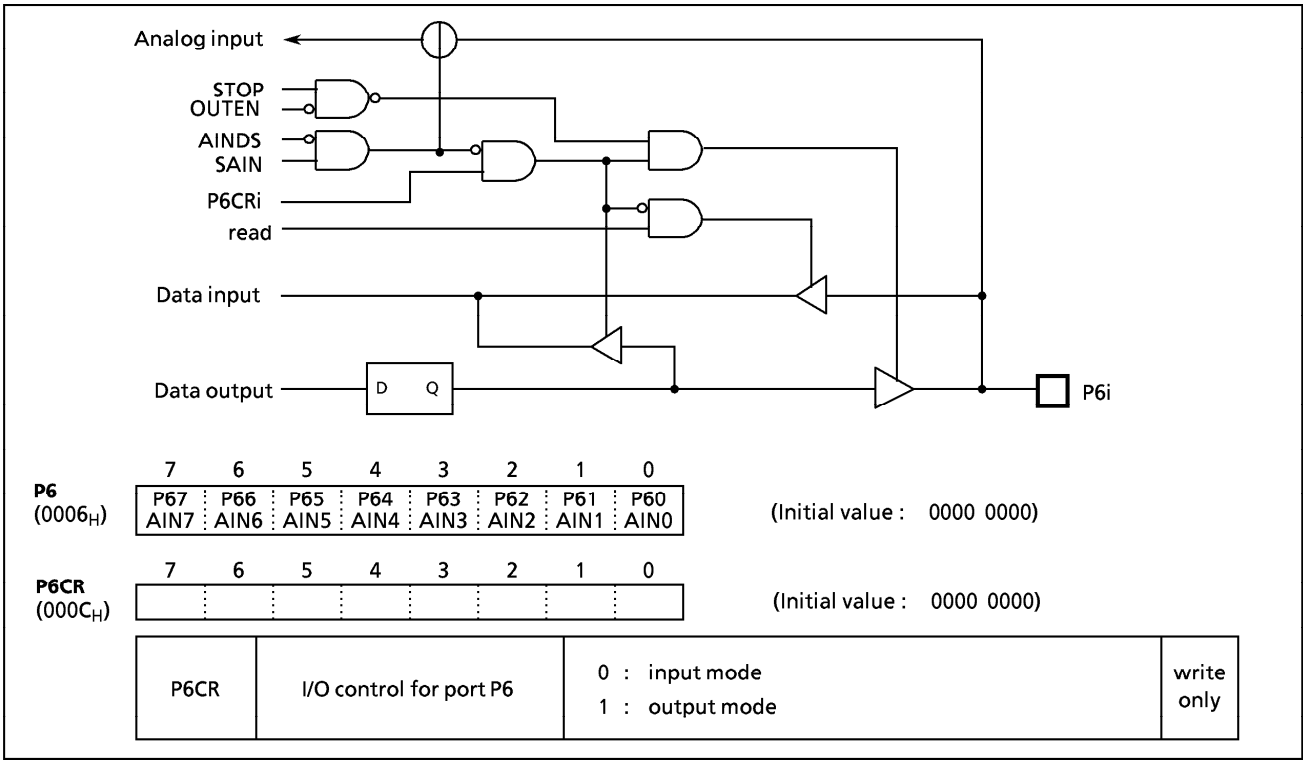 Analog input
STOP
OUTEN
AINDS
SAIN
P6CRi
read
Data input
Data output
D Q
P6i
7 6 5 4 3 2 1 0
P6
(0006H)
P67 P66 P65 P64 P63 P62 P61 P60
AIN7 AIN6 AIN5 AIN4 AIN3 AIN2 AIN1 AIN0
(Initial value : 0000 0000)
7 6 5 4 3 2 1 0
P6CR
(000CH)
(Initial value : 0000 0000)
P6CR
I/O control for port P6
0 : input mode
1 : output mode
write
only